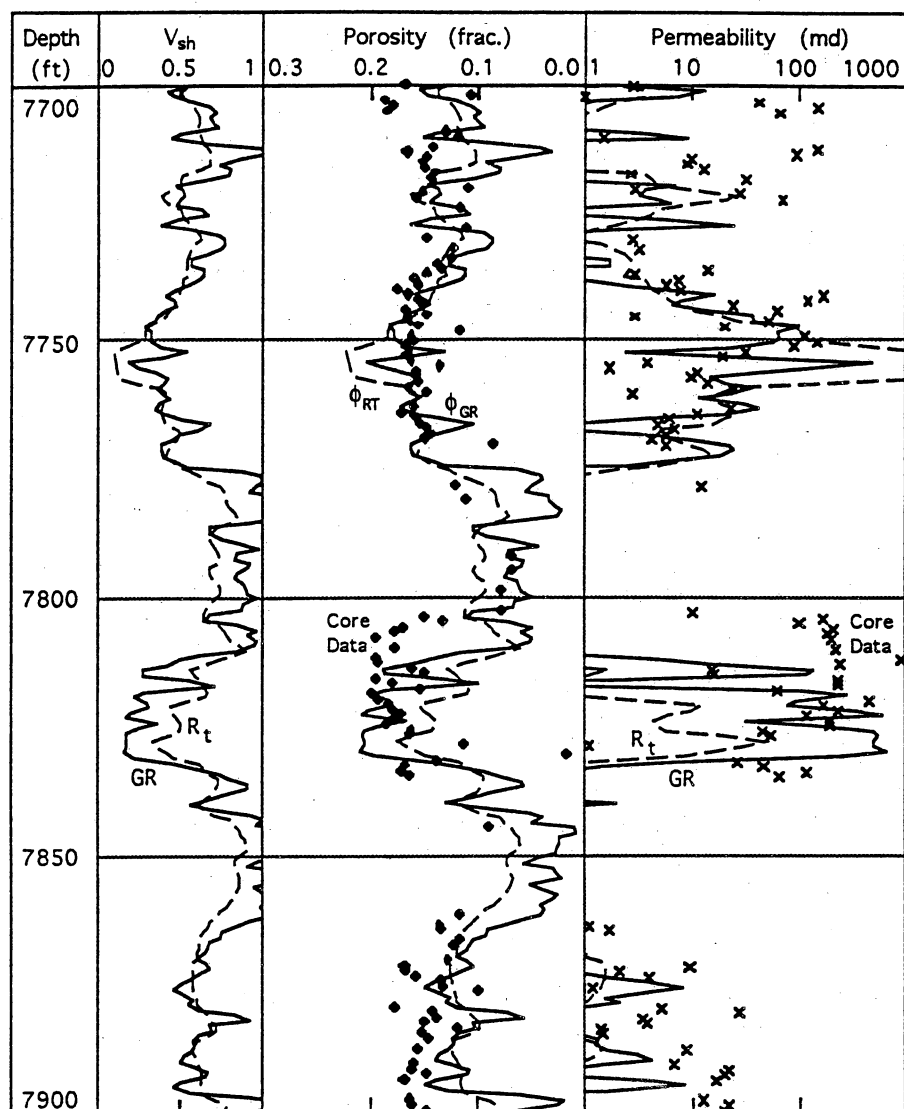 Depth (ft)
V_sh
Porosity (frac.)
Permeability (md)
0 0.5 1
0.3 0.2 0.1 0.0
1 10 100 1000
7700
7750
ϕ_RT
ϕ_GR
7800
Core Data
Core Data
R_t
R_t
GR
GR
7850
7900